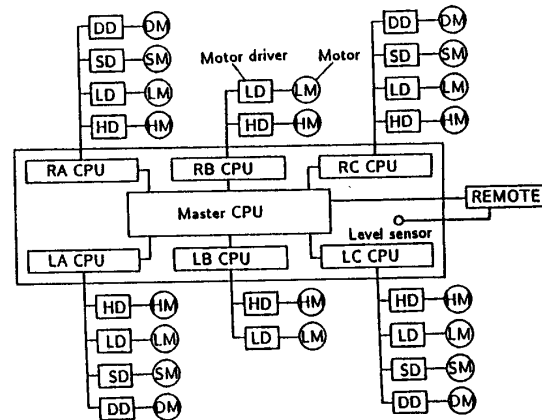 DD DM DD DM
SD SM Motor driver Motor SD SM
LD LM LD LM LD LM
HD HM HD HM HD HM
RA CPU RB CPU RC CPU
Master CPU REMOTE
Level sensor
LA CPU LB CPU LC CPU
HD HM HD HM HD HM
LD LM LD LM LD LM
SD SM SD SM
DD DM DD DM